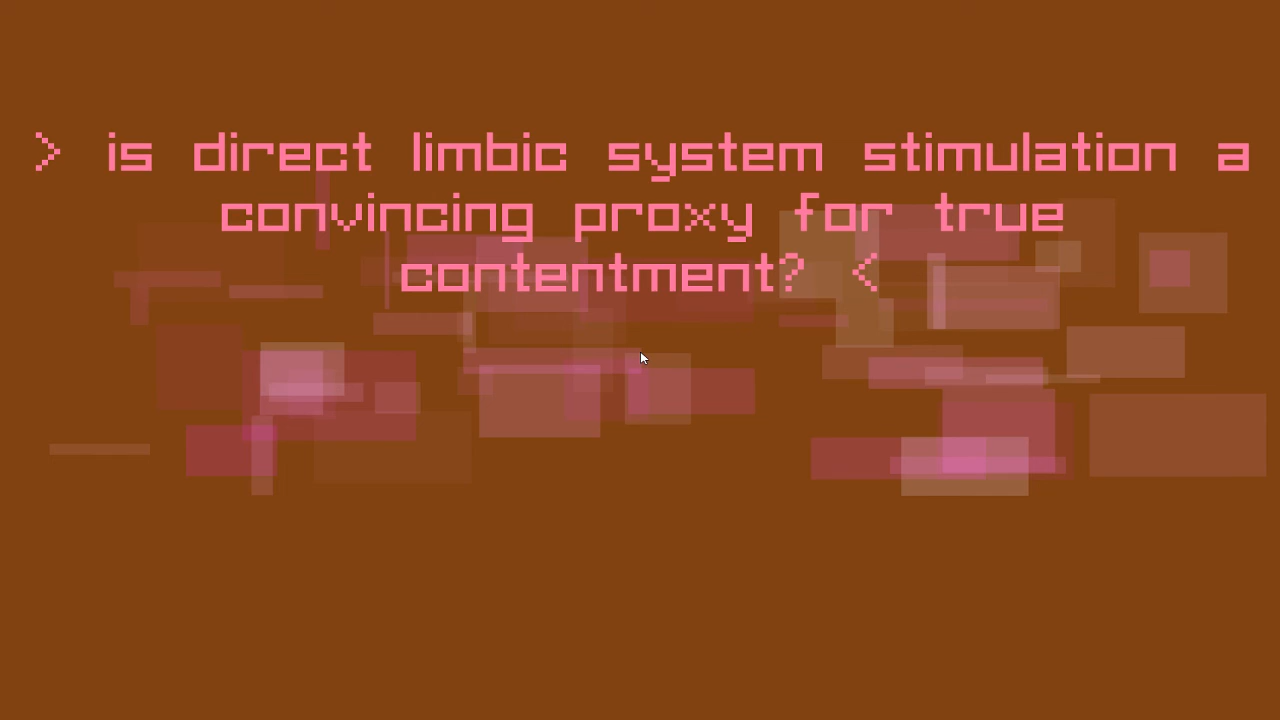 > is direct limbic system stimulation a
convincing proxy for true
contentment? <